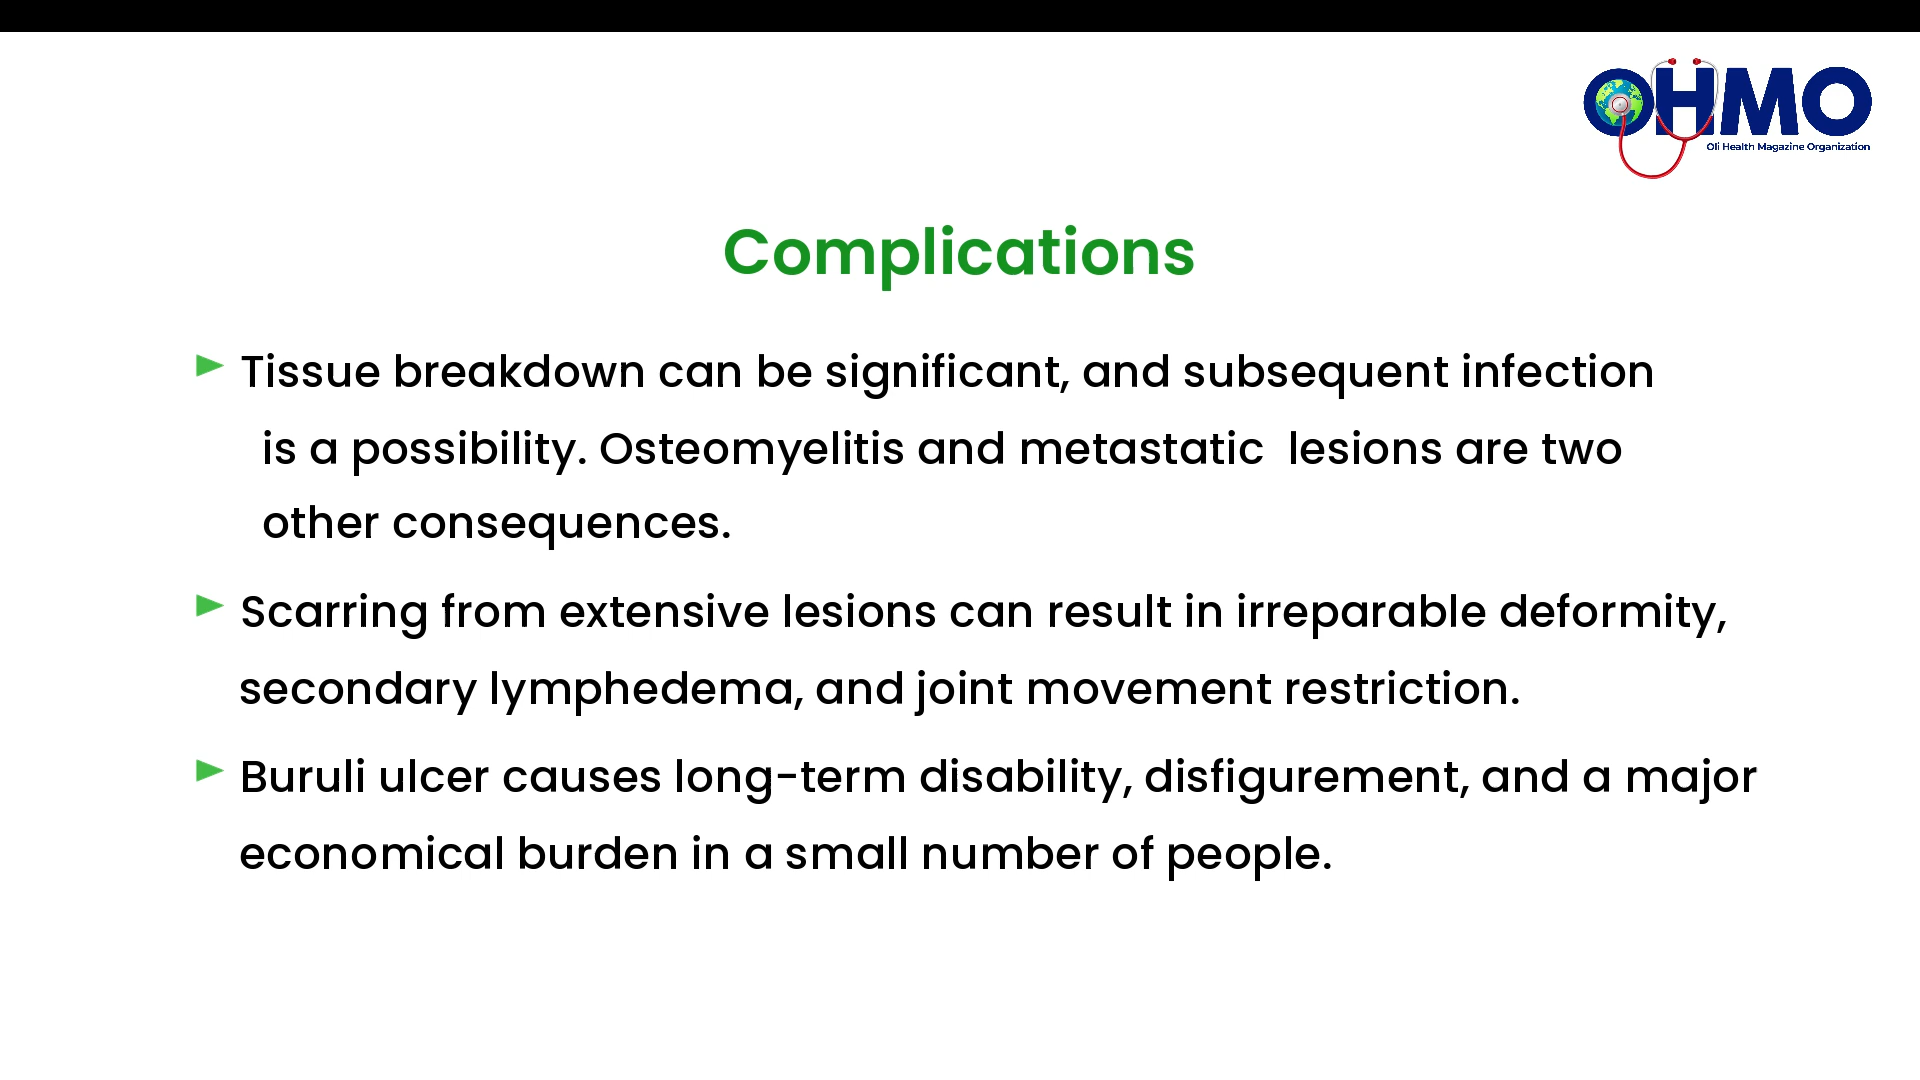 OHMO
Oli Health Magazine Organization
Complications
Tissue breakdown can be significant, and subsequent infection
is a possibility. Osteomyelitis and metastatic lesions are two
other consequences.
Scarring from extensive lesions can result in irreparable deformity,
secondary lymphedema, and joint movement restriction.
Buruli ulcer causes long-term disability, disfigurement, and a major
economical burden in a small number of people.